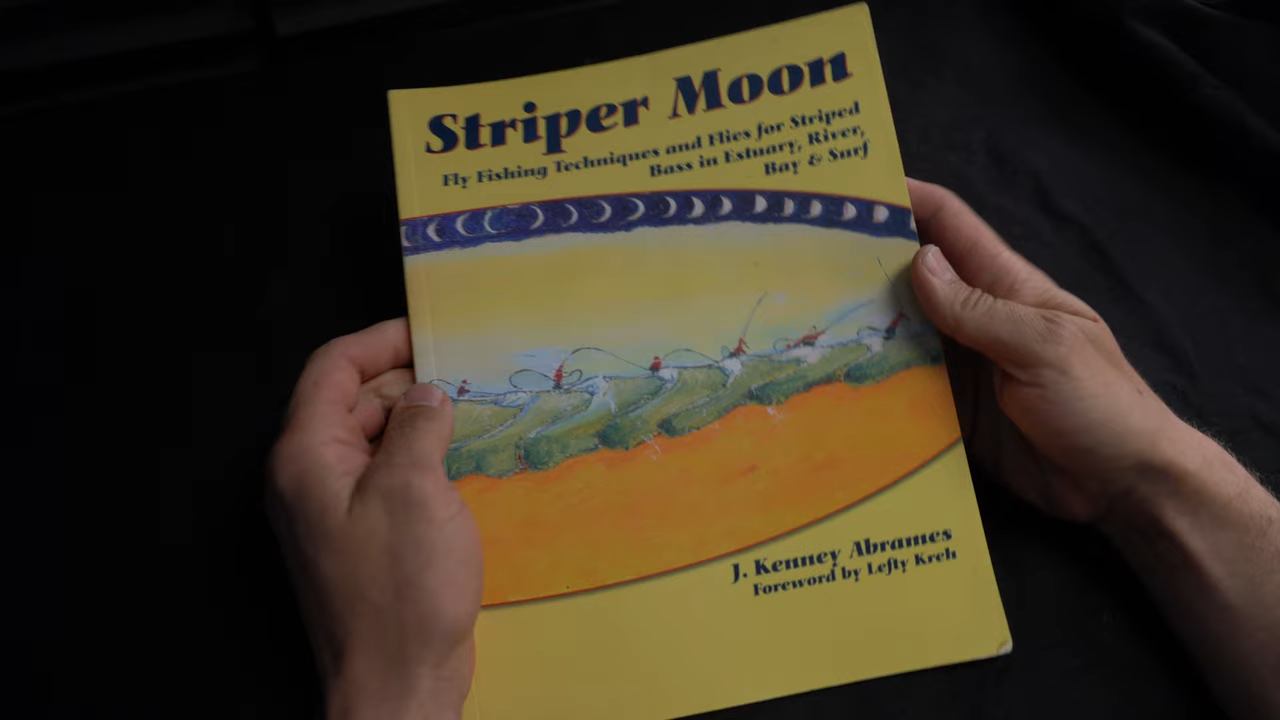 Striper Moon
Fly Fishing Techniques and Flies for Striped
Bass in Estuary, River,
Bay & Surf
J. Kenney Abrames
Foreword by Lefty Kreh